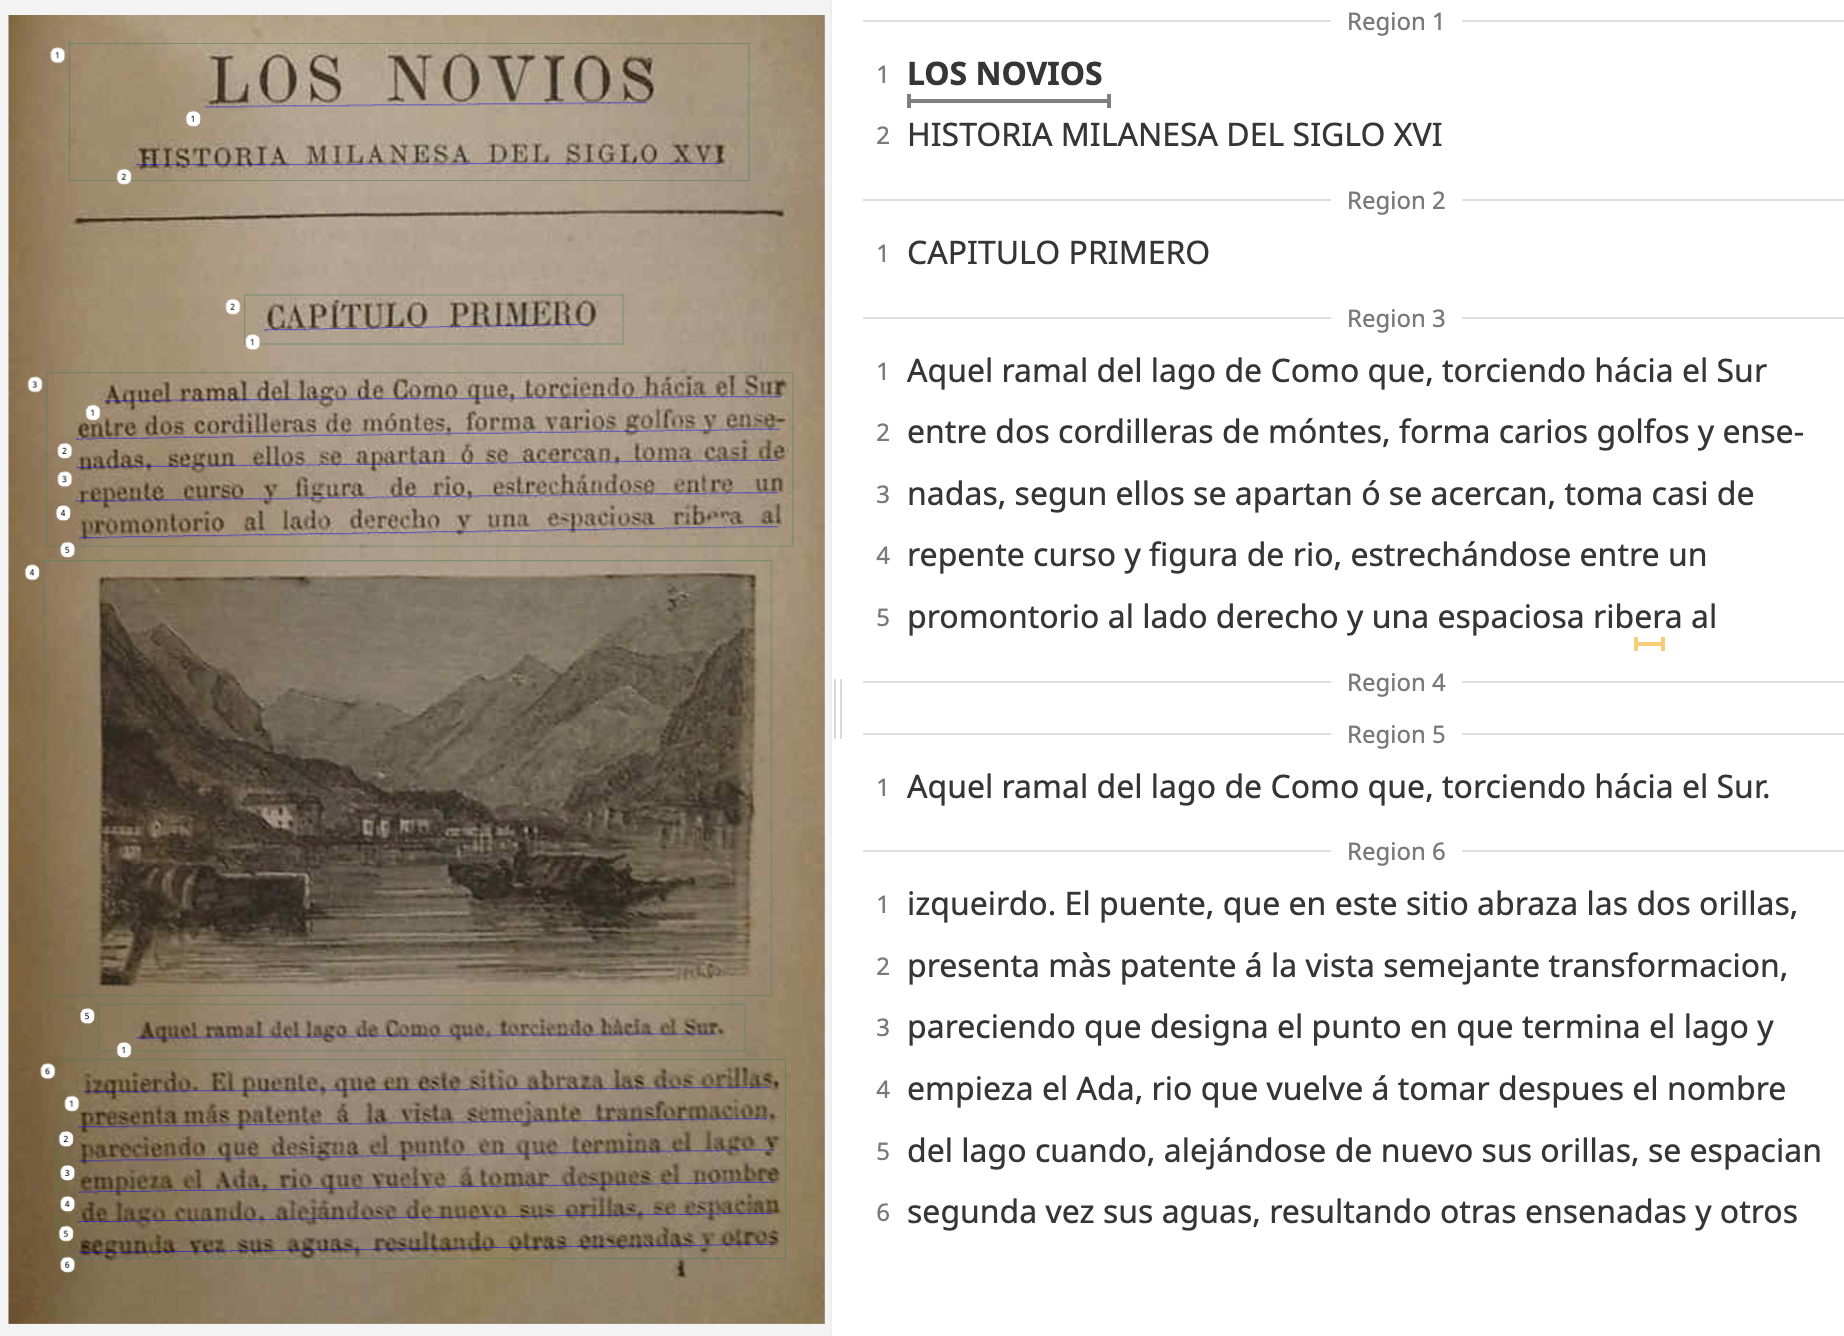 LOS NOVIOS
HISTORIA MILANESA DEL SIGLO XVI
CAPÍTULO PRIMERO
Aquel ramal del lago de Como que, torciendo hácia el Sur
entre dos cordilleras de móntes, forma varios golfos y ense-
nadas, segun ellos se apartan ó se acercan, toma casi de
repente curso y figura de rio, estrechándose entre un
promontorio al lado derecho y una espaciosa ribera al
Aquel ramal del lago de Como que, torciendo hácia el Sur.
izquierdo. El puente, que en este sitio abraza las dos orillas,
presenta más patente á la vista semejante transformacion,
pareciendo que designa el punto en que termina el lago y
empieza el Ada, rio que vuelve á tomar despues el nombre
de lago cuando, alejándose de nuevo sus orillas, se espacian
segunda vez sus aguas, resultando otras ensenadas y otros
1
Region 1
1 LOS NOVIOS
2 HISTORIA MILANESA DEL SIGLO XVI
Region 2
1 CAPITULO PRIMERO
Region 3
1 Aquel ramal del lago de Como que, torciendo hácia el Sur
2 entre dos cordilleras de móntes, forma carios golfos y ense-
3 nadas, segun ellos se apartan ó se acercan, toma casi de
4 repente curso y figura de rio, estrechándose entre un
5 promontorio al lado derecho y una espaciosa ribera al
Region 4
Region 5
1 Aquel ramal del lago de Como que, torciendo hácia el Sur.
Region 6
1 izqueirdo. El puente, que en este sitio abraza las dos orillas,
2 presenta màs patente á la vista semejante transformacion,
3 pareciendo que designa el punto en que termina el lago y
4 empieza el Ada, rio que vuelve á tomar despues el nombre
5 del lago cuando, alejándose de nuevo sus orillas, se espacian
6 segunda vez sus aguas, resultando otras ensenadas y otros